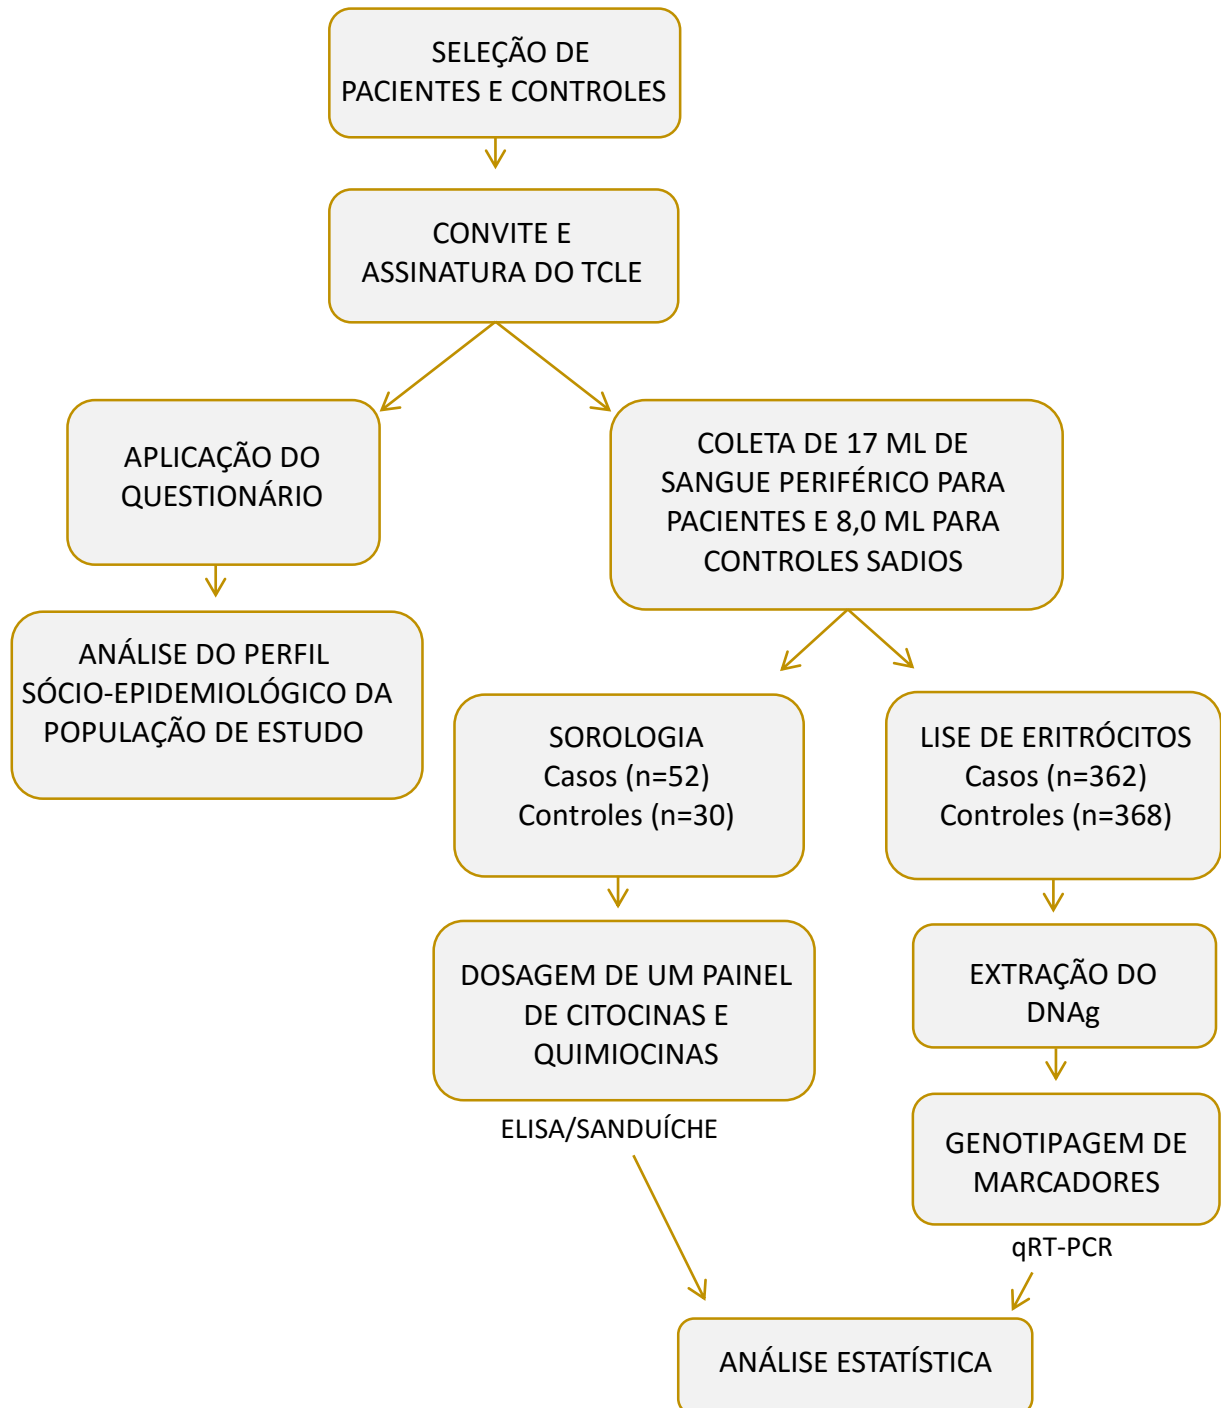 SELEÇÃO DE
PACIENTES E CONTROLES
CONVITE E
ASSINATURA DO TCLE
APLICAÇÃO DO
QUESTIONÁRIO
COLETA DE 17 ML DE
SANGUE PERIFÉRICO PARA
PACIENTES E 8,0 ML PARA
CONTROLES SADIOS
ANÁLISE DO PERFIL
SÓCIO-EPIDEMIOLÓGICO DA
POPULAÇÃO DE ESTUDO
SOROLOGIA
Casos (n=52)
Controles (n=30)
LISE DE ERITRÓCITOS
Casos (n=362)
Controles (n=368)
DOSAGEM DE UM PAINEL
DE CITOCINAS E
QUIMIOCINAS
ELISA/SANDUÍCHE
EXTRAÇÃO DO
DNAg
GENOTIPAGEM DE
MARCADORES
qRT-PCR
ANÁLISE ESTATÍSTICA